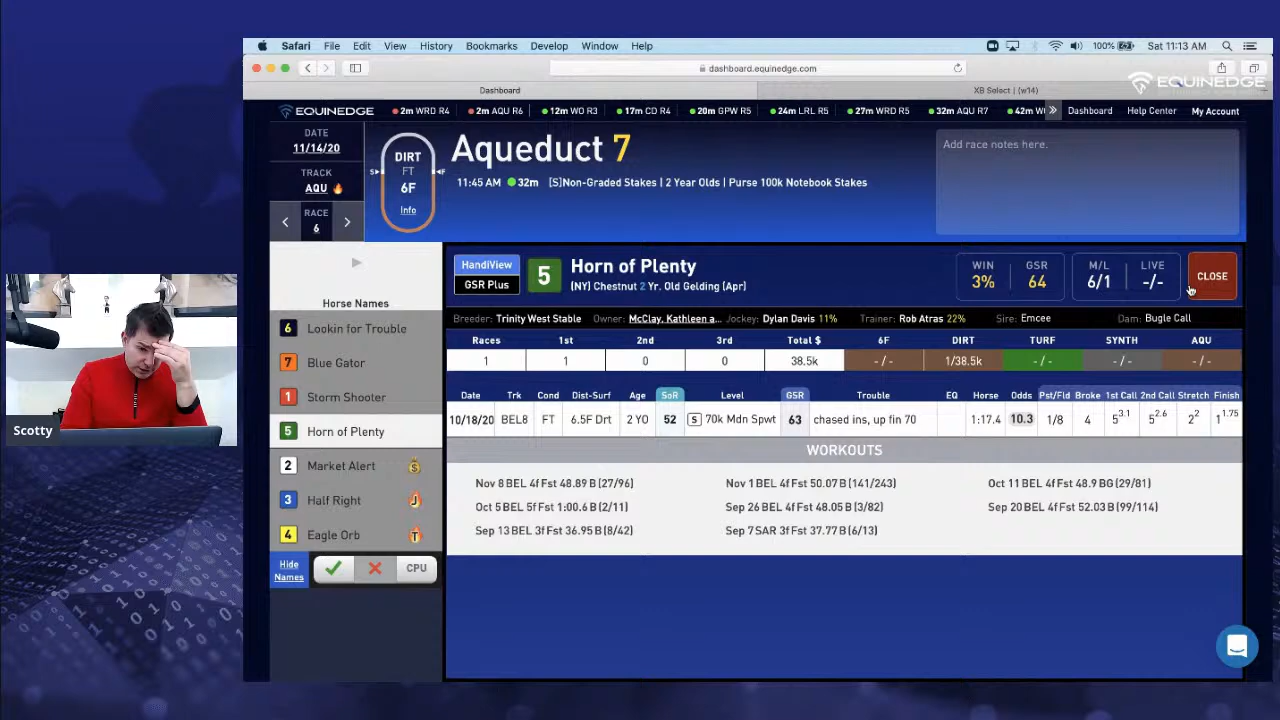 Safari File Edit View History Bookmarks Develop Window Help 100% Sat 11:13 AM
dashboard.equinedge.com
Dashboard XB Select | (w14)
EQUINEDGE
EQUINEDGE 2m WRD R4 2m AQU R6 12m WO R3 17m CD R4 20m GPW R5 24m LRL R5 27m WRD R5 32m AQU R7 42m W » Dashboard Help Center My Account
DATE
11/14/20
TRACK
AQU
RACE
6
DIRT
FT
6F
Info
S F
Aqueduct 7
11:45 AM 32m [S]Non-Graded Stakes | 2 Year Olds | Purse 100k Notebook Stakes
Add race notes here.
Horse Names
6 Lookin for Trouble
7 Blue Gator
1 Storm Shooter
5 Horn of Plenty
2 Market Alert $
3 Half Right J
4 Eagle Orb T
Hide
Names
CPU
HandiView
GSR Plus
5
Horn of Plenty
(NY) Chestnut 2 Yr. Old Gelding (Apr)
WIN GSR M/L LIVE
3% 64 6/1 -/-
CLOSE
Breeder: Trinity West Stable Owner: McClay, Kathleen a... Jockey: Dylan Davis 11% Trainer: Rob Atras 22% Sire: Emcee Dam: Bugle Call
Races 1st 2nd 3rd Total $ 6F DIRT TURF SYNTH AQU
1 1 0 0 38.5k - / - 1/38.5k - / - - / - - / -
Date Trk Cond Dist-Surf Age SoR Level GSR Trouble EQ Horse Odds Pst/Fld Broke 1st Call 2nd Call Stretch Finish
10/18/20 BEL8 FT 6.5F Drt 2 YO 52 S 70k Mdn Spwt 63 chased ins, up fin 70 1:17.4 10.3 1/8 4 5 3.1 5 2.6 2 2 1 1.75
WORKOUTS
Nov 8 BEL 4f Fst 48.89 B (27/96) Nov 1 BEL 4f Fst 50.07 B (141/243) Oct 11 BEL 4f Fst 48.9 BG (29/81)
Oct 5 BEL 5f Fst 1:00.6 B (2/11) Sep 26 BEL 4f Fst 48.05 B (3/82) Sep 20 BEL 4f Fst 52.03 B (99/114)
Sep 13 BEL 3f Fst 36.95 B (8/42) Sep 7 SAR 3f Fst 37.77 B (6/13)
Scotty